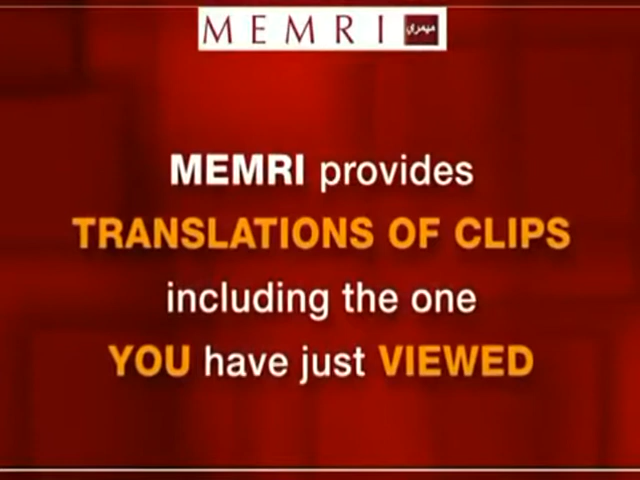 MEMRI ميمري
MEMRI provides
TRANSLATIONS OF CLIPS
including the one
YOU have just VIEWED